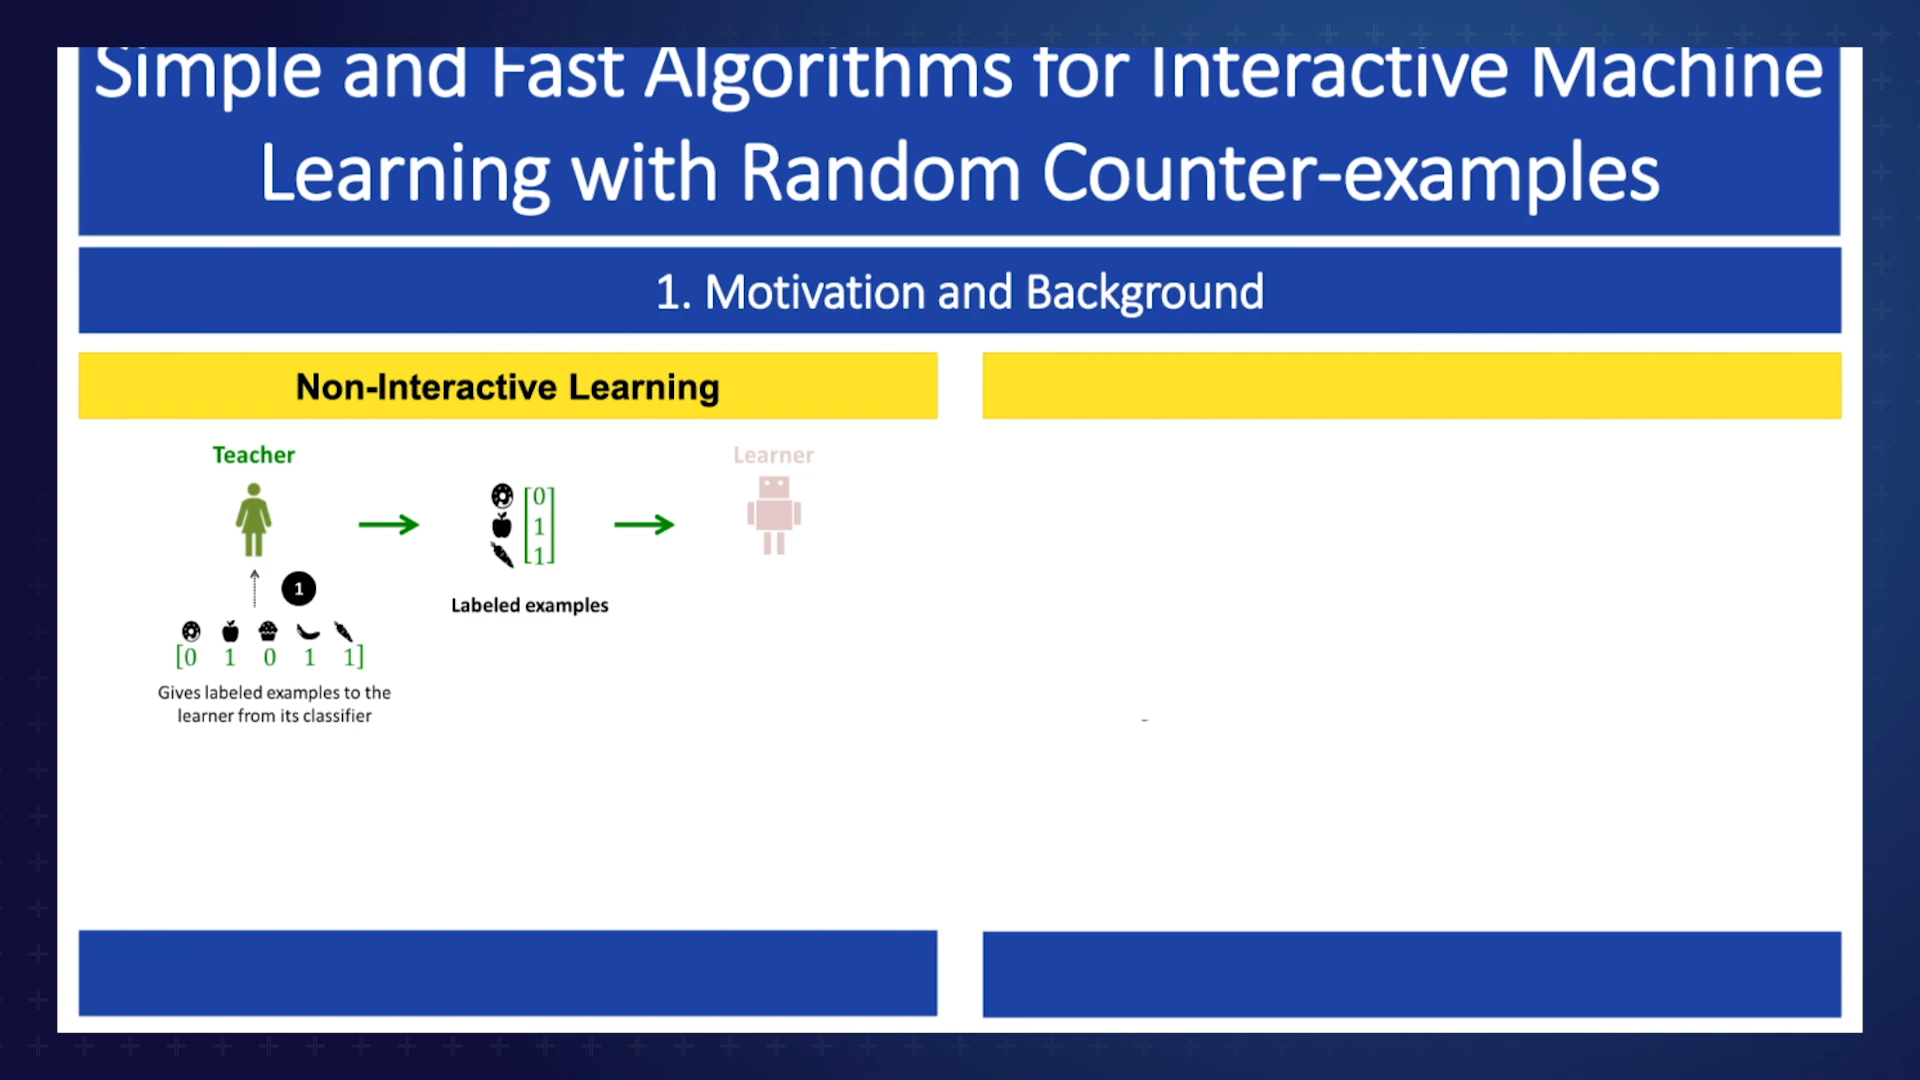 Simple and Fast Algorithms for Interactive Machine
Learning with Random Counter-examples
1. Motivation and Background
Non-Interactive Learning
Teacher
Learner
[0]
1
[1]
1
Labeled examples
[0 1 0 1 1]
Gives labeled examples to the
learner from its classifier